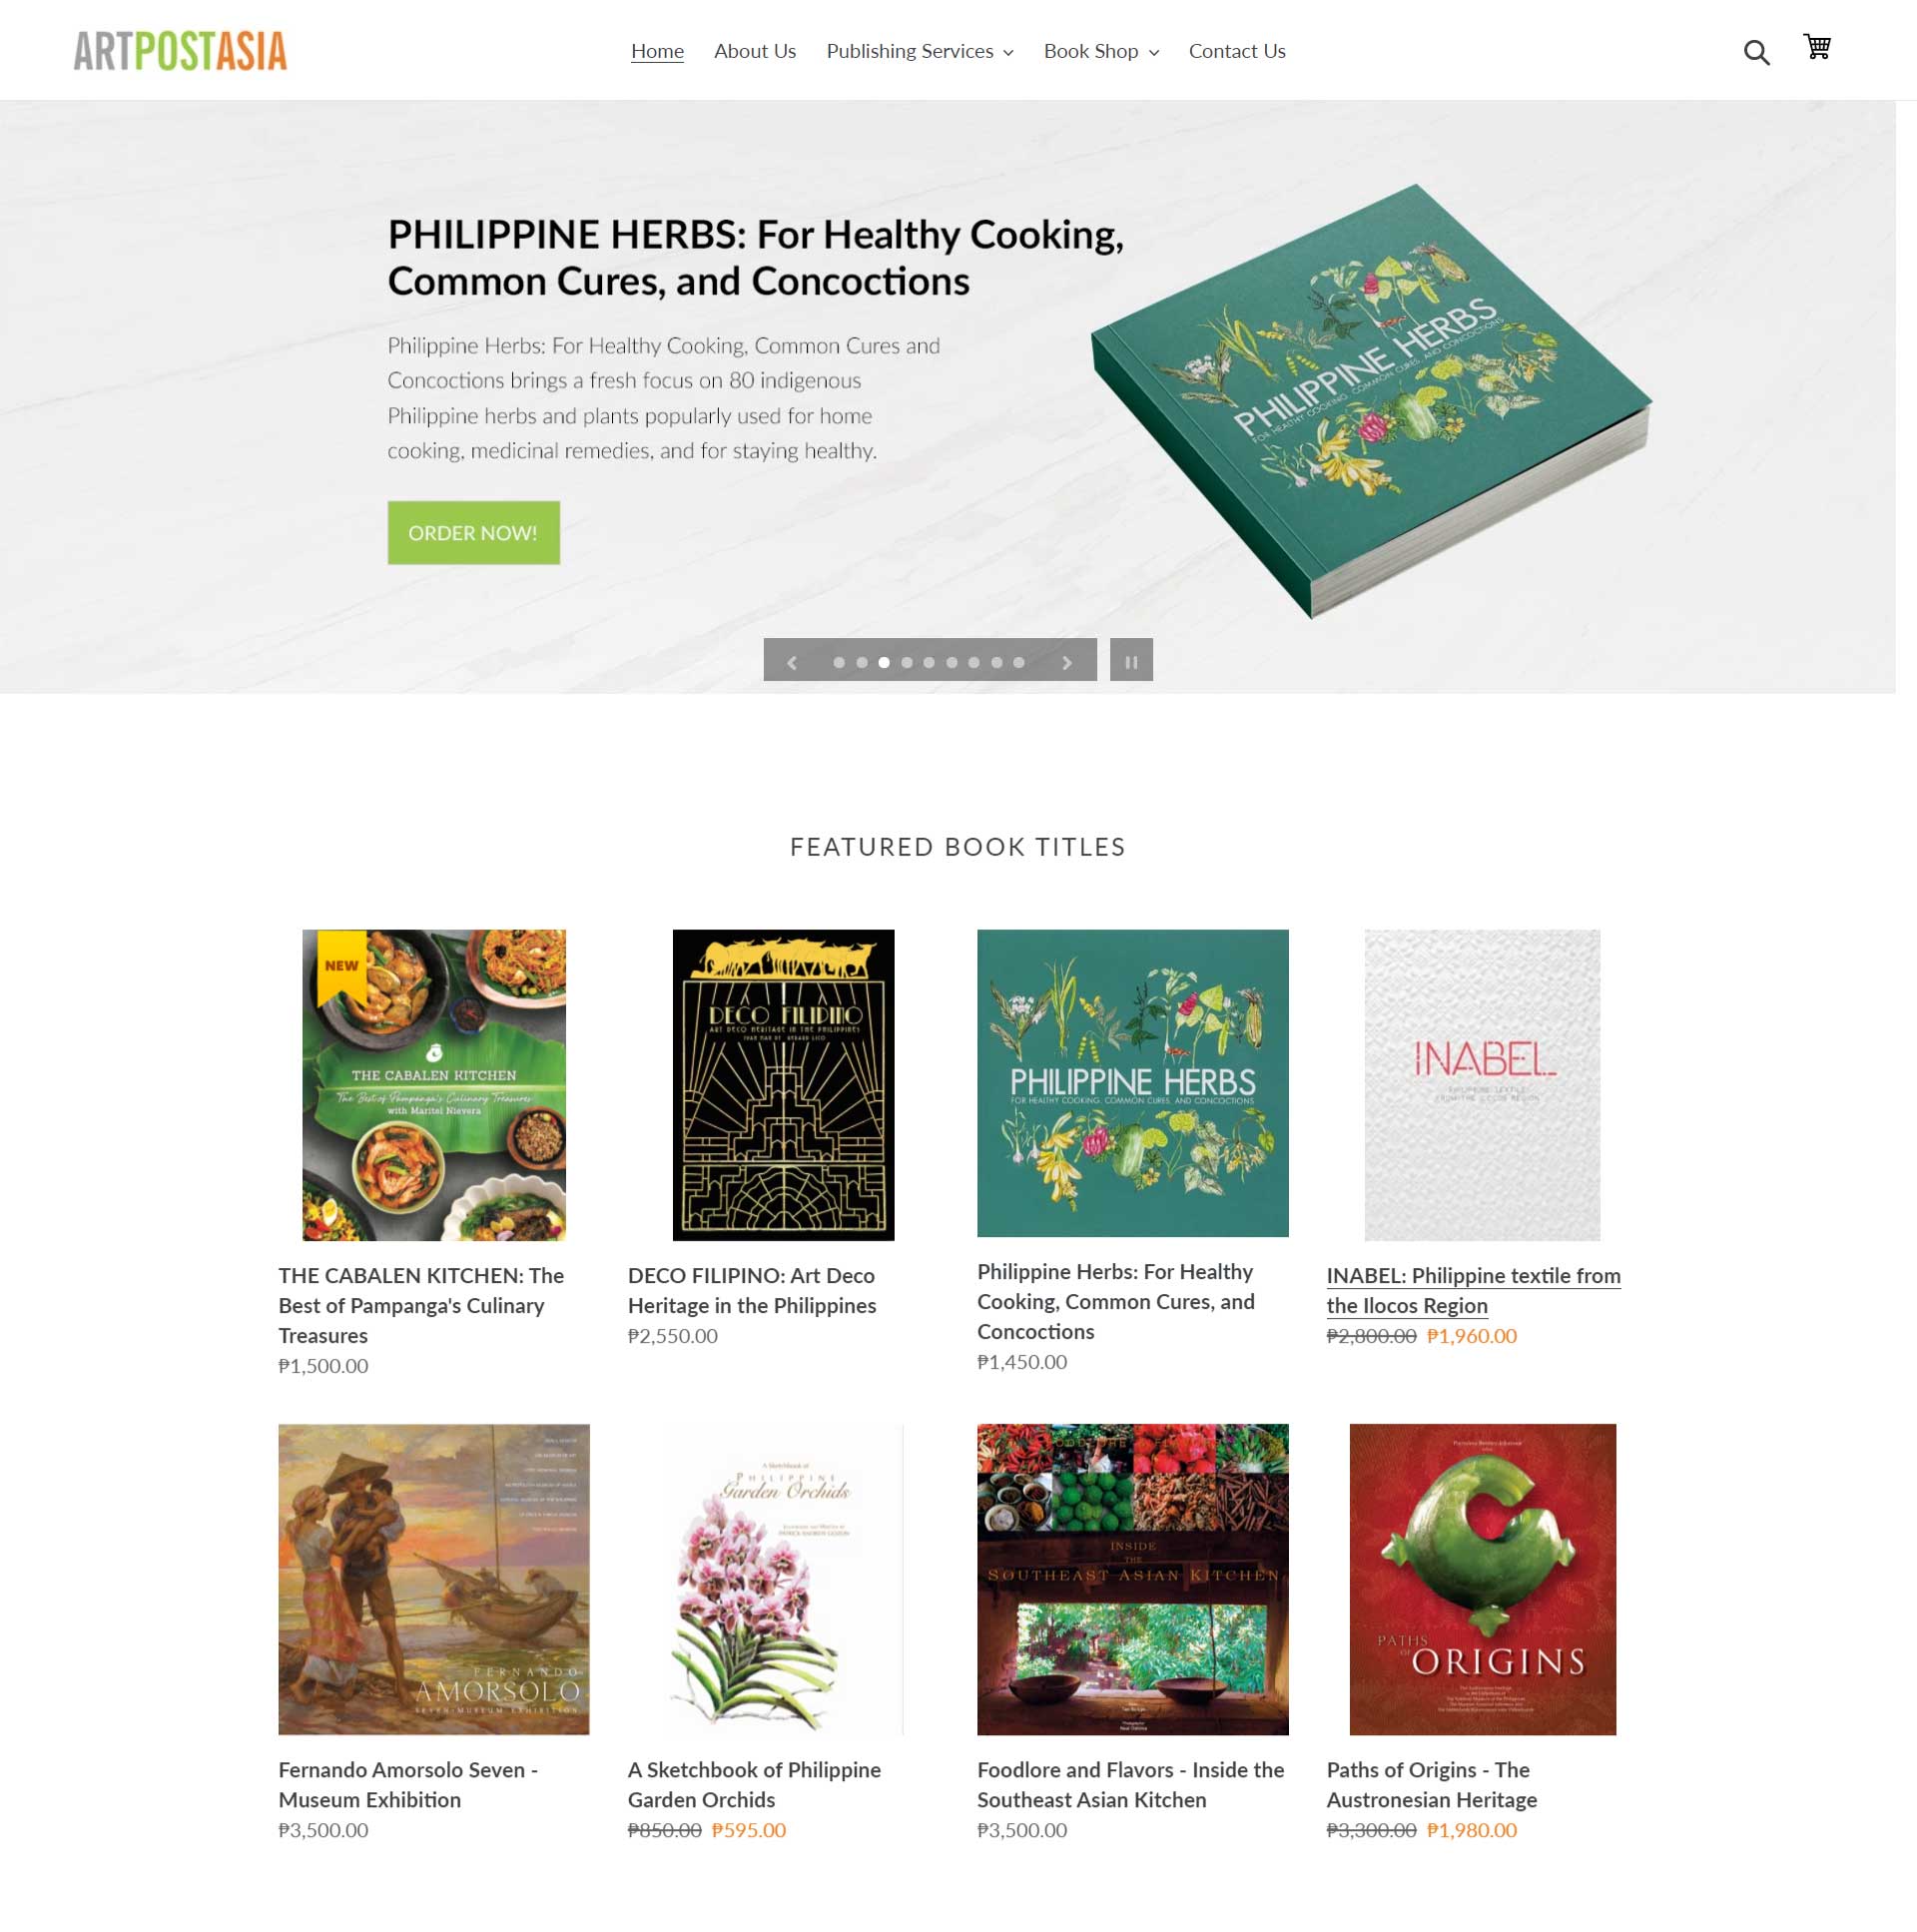 ARTPOSTASIA
Home About Us Publishing Services Book Shop Contact Us
PHILIPPINE HERBS: For Healthy Cooking,
Common Cures, and Concoctions
Philippine Herbs: For Healthy Cooking, Common Cures and
Concoctions brings a fresh focus on 80 indigenous
Philippine herbs and plants popularly used for home
cooking, medicinal remedies, and for staying healthy.
ORDER NOW!
PHILIPPINE HERBS
FOR HEALTHY COOKING, COMMON CURES, AND CONCOCTIONS
FEATURED BOOK TITLES
NEW
THE CABALEN KITCHEN
The Best of Pampanga's Culinary Treasures
with Maritel Nievera
THE CABALEN KITCHEN: The
Best of Pampanga's Culinary
Treasures
₱1,500.00
DECO FILIPINO
ART DECO HERITAGE IN THE PHILIPPINES
DECO FILIPINO: Art Deco
Heritage in the Philippines
₱2,550.00
PHILIPPINE HERBS
FOR HEALTHY COOKING, COMMON CURES, AND CONCOCTIONS
Philippine Herbs: For Healthy
Cooking, Common Cures, and
Concoctions
₱1,450.00
INABEL
PHILIPPINE TEXTILE
FROM THE ILOCOS REGION
INABEL: Philippine textile from
the Ilocos Region
₱2,800.00 ₱1,960.00
FERNANDO
AMORSOLO
SEVEN-MUSEUM EXHIBITION
Fernando Amorsolo Seven -
Museum Exhibition
₱3,500.00
A Sketchbook of
PHILIPPINE
Garden Orchids
A Sketchbook of Philippine
Garden Orchids
₱850.00 ₱595.00
INSIDE
THE
SOUTHEAST ASIAN KITCHEN
Foodlore and Flavors - Inside the
Southeast Asian Kitchen
₱3,500.00
PATHS
OF ORIGINS
Paths of Origins - The
Austronesian Heritage
₱3,300.00 ₱1,980.00